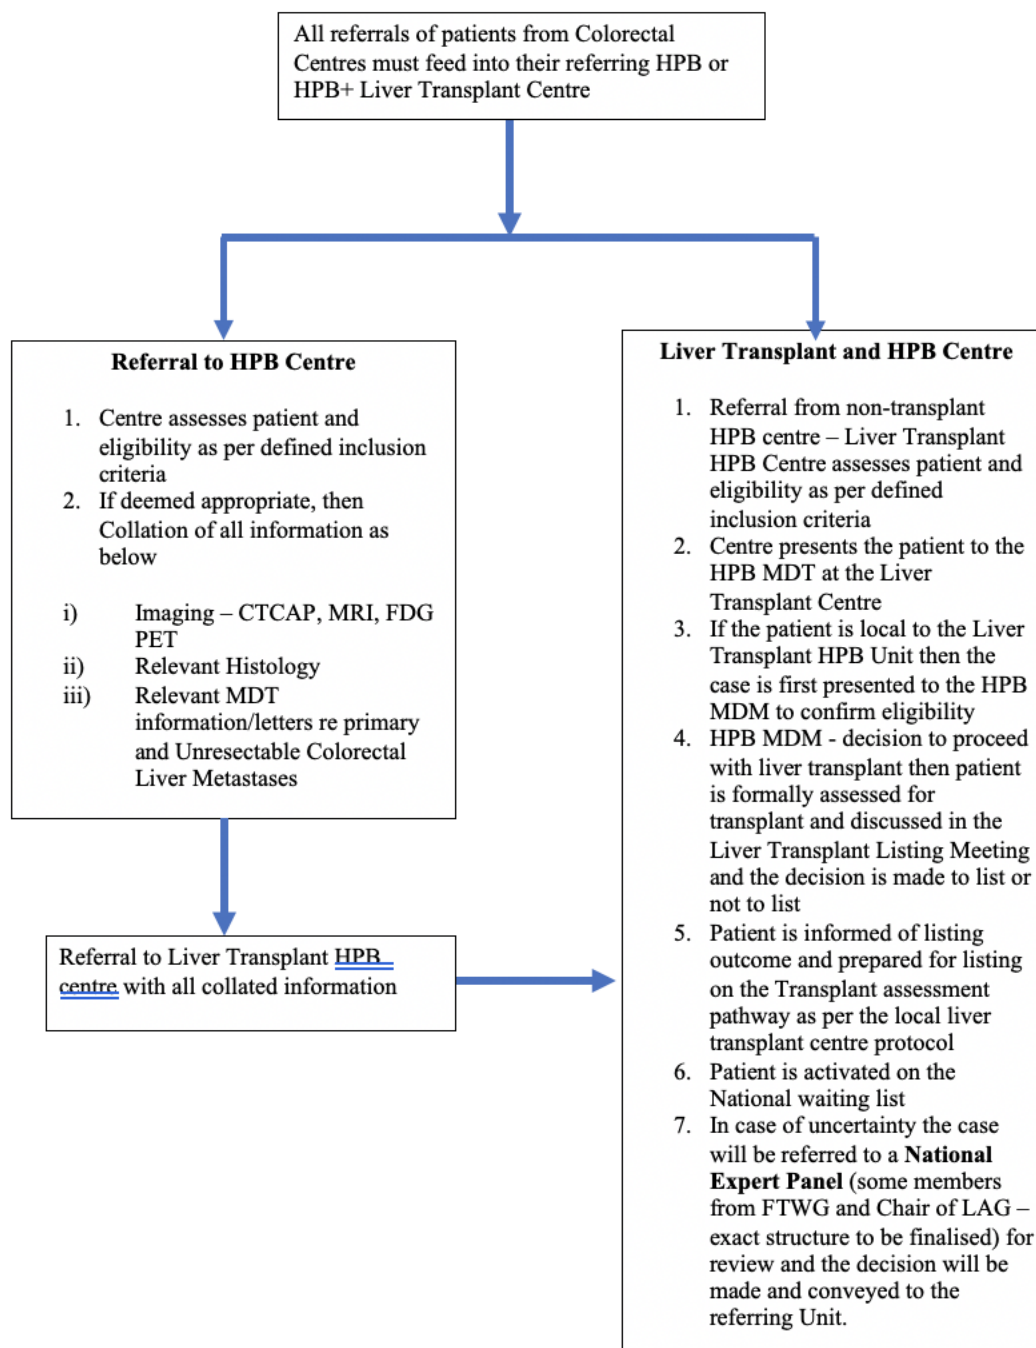 All referrals of patients from Colorectal
Centres must feed into their referring HPB or
HPB+ Liver Transplant Centre
Referral to HPB Centre
1. Centre assesses patient and
eligibility as per defined inclusion
criteria
2. If deemed appropriate, then
Collation of all information as
below
i) Imaging – CTCAP, MRI, FDG
PET
ii) Relevant Histology
iii) Relevant MDT
information/letters re primary
and Unresectable Colorectal
Liver Metastases
Referral to Liver Transplant HPB
centre with all collated information
Liver Transplant and HPB Centre
1. Referral from non-transplant
HPB centre – Liver Transplant
HPB Centre assesses patient and
eligibility as per defined
inclusion criteria
2. Centre presents the patient to the
HPB MDT at the Liver
Transplant Centre
3. If the patient is local to the Liver
Transplant HPB Unit then the
case is first presented to the HPB
MDM to confirm eligibility
4. HPB MDM - decision to proceed
with liver transplant then patient
is formally assessed for
transplant and discussed in the
Liver Transplant Listing Meeting
and the decision is made to list or
not to list
5. Patient is informed of listing
outcome and prepared for listing
on the Transplant assessment
pathway as per the local liver
transplant centre protocol
6. Patient is activated on the
National waiting list
7. In case of uncertainty the case
will be referred to a National
Expert Panel (some members
from FTWG and Chair of LAG –
exact structure to be finalised) for
review and the decision will be
made and conveyed to the
referring Unit.